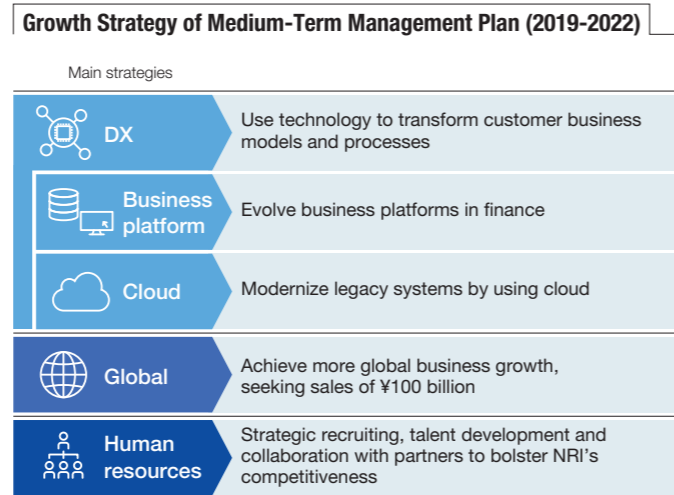 Growth Strategy of Medium-Term Management Plan (2019-2022)
Main strategies
DX
Use technology to transform customer business
models and processes
Business
platform
Evolve business platforms in finance
Cloud
Modernize legacy systems by using cloud
Global
Achieve more global business growth,
seeking sales of ¥100 billion
Human
resources
Strategic recruiting, talent development and
collaboration with partners to bolster NRI's
competitiveness